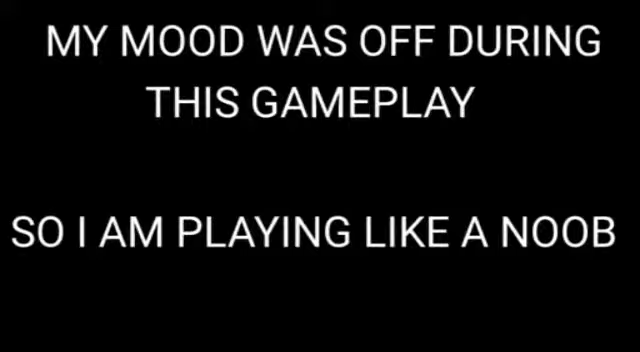 MY MOOD WAS OFF DURING
THIS GAMEPLAY
SO I AM PLAYING LIKE A NOOB